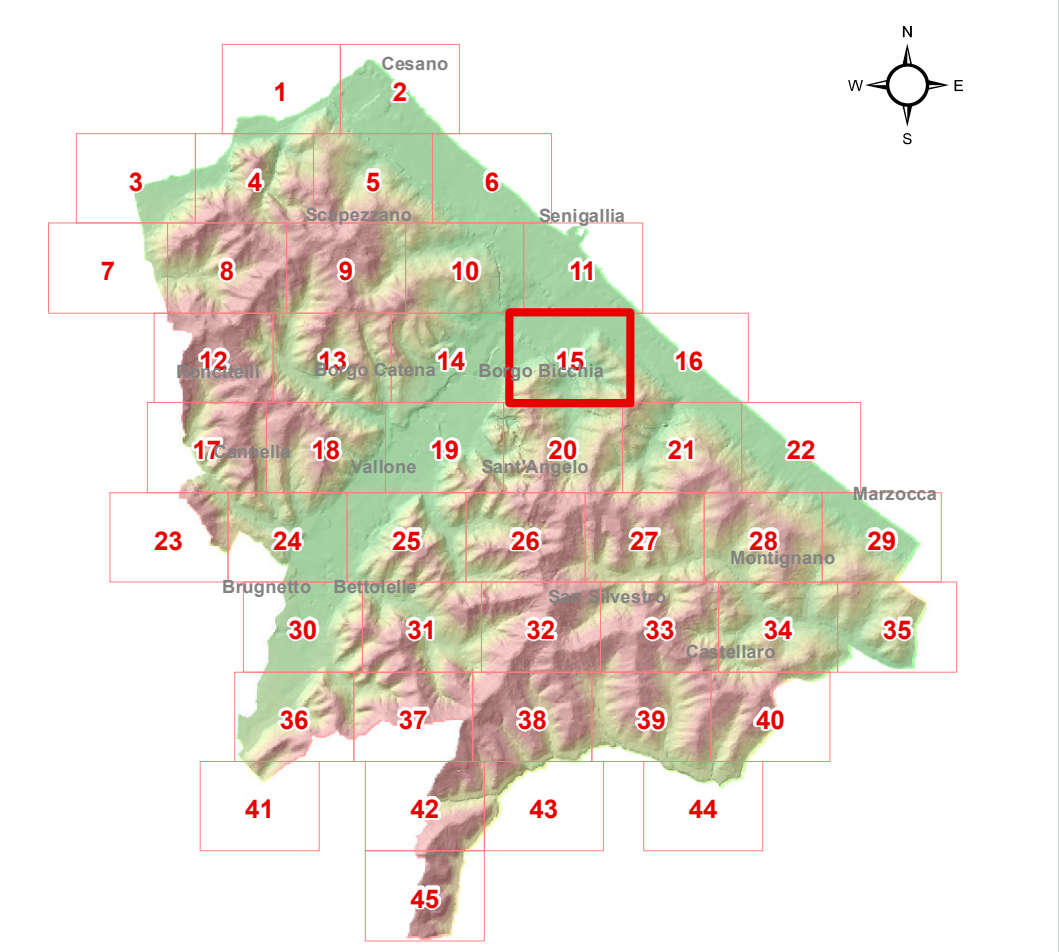 N
W E
S
Cesano
1 2
3 4 5 6
Scapezzano Senigallia
7 8 9 10 11
12 13 14 15 16
Roncitelli Borgo Catena Borgo Bicchia
17 18 19 20 21 22
Cannella Vallone Sant'Angelo
Marzocca
23 24 25 26 27 28 29
Montignano
Brugnetto Bettolelle San Silvestro
30 31 32 33 34 35
Castellaro
36 37 38 39 40
41 42 43 44
45